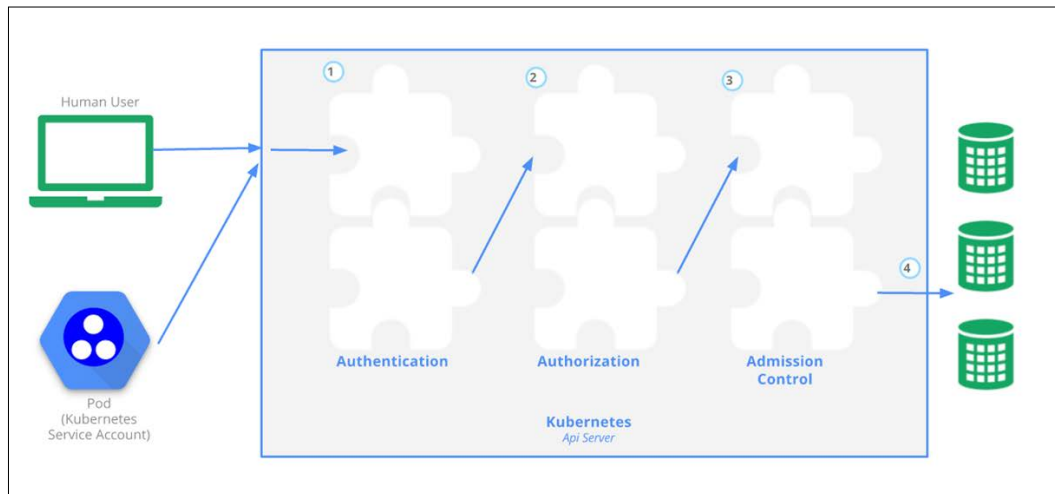 Human User
1
2
3
4
Pod
(Kubernetes
Service Account)
Authentication
Authorization
Admission
Control
Kubernetes
Api Server